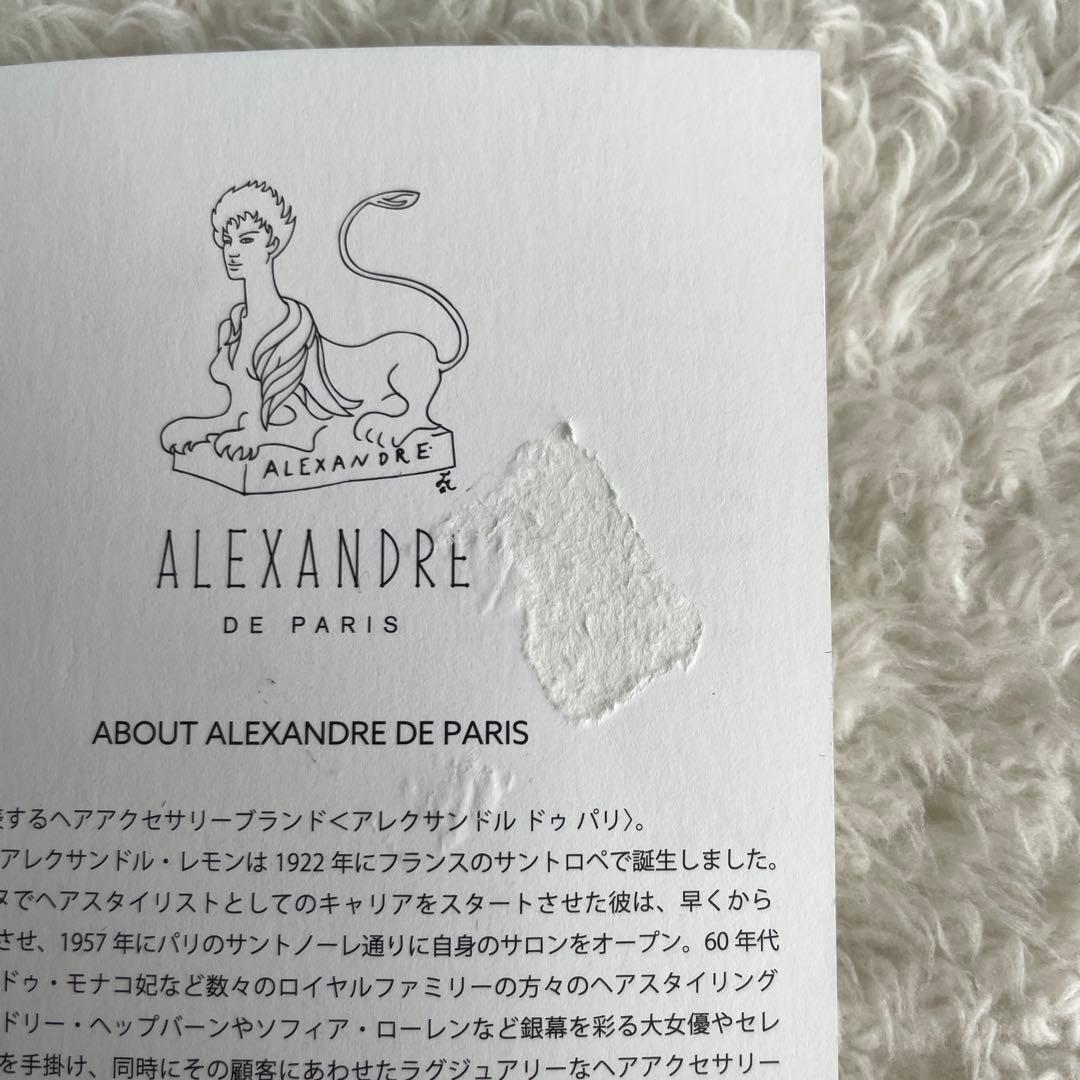 ALEXANDRE
ALEXANDRE
DE PARIS
ABOUT ALEXANDRE DE PARIS
するヘアアクセサリーブランド＜アレクサンドル ドゥ パリ＞。
アレクサンドル・レモンは 1922 年にフランスのサントロペで誕生しました。
でヘアスタイリストとしてのキャリアをスタートさせた彼は、早くから
させ、1957 年にパリのサントノーレ通りに自身のサロンをオープン。60 年代
ドゥ・モナコ妃など数々のロイヤルファミリーの方々のヘアスタイリング
ドリー・ヘップバーンやソフィア・ローレンなど銀幕を彩る大女優やセレ
を手掛け、同時にその顧客にあわせたラグジュアリーなヘアアクセサリー